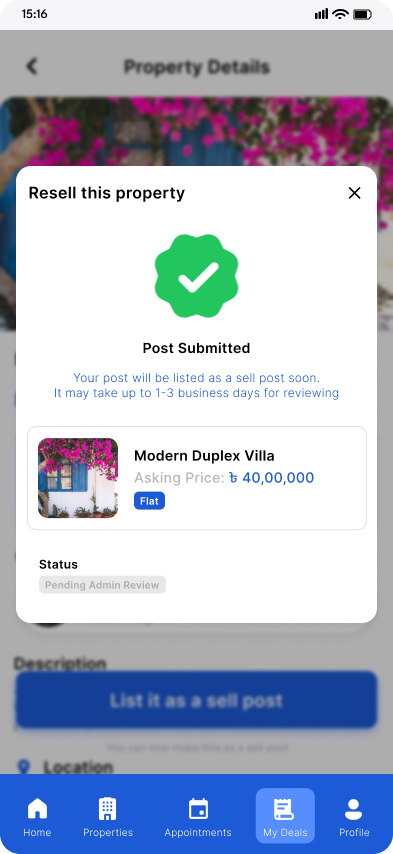 15:16
Property Details
Resell this property
Post Submitted
Your post will be listed as a sell post soon.
It may take up to 1-3 business days for reviewing
Modern Duplex Villa
Asking Price: ৳ 40,00,000
Flat
Status
Pending Admin Review
Description
List it as a sell post
You can now make this as a sell post
Location
Home
Properties
Appointments
My Deals
Profile